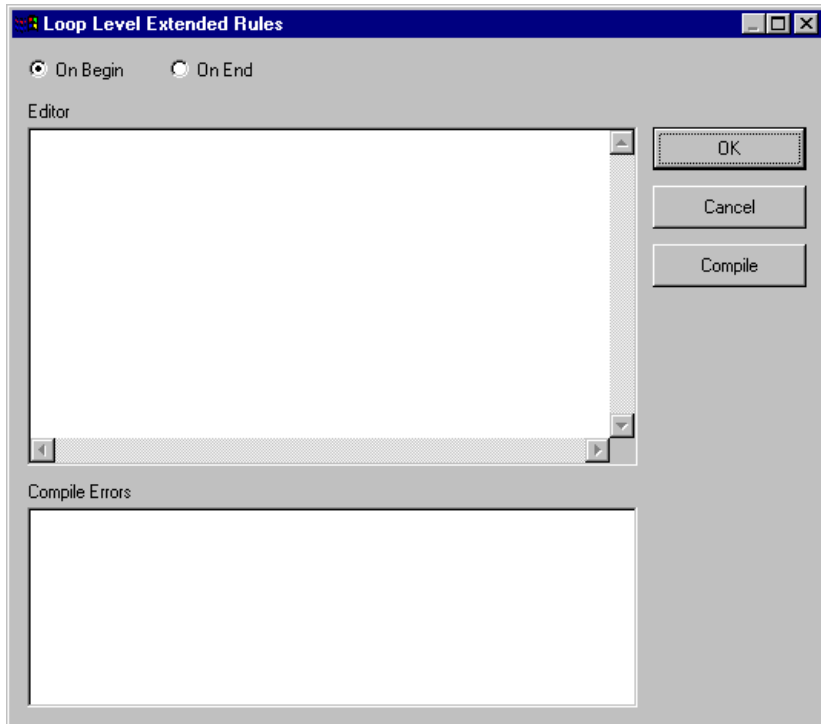 Loop Level Extended Rules
On Begin On End
Editor
OK
Cancel
Compile
Compile Errors